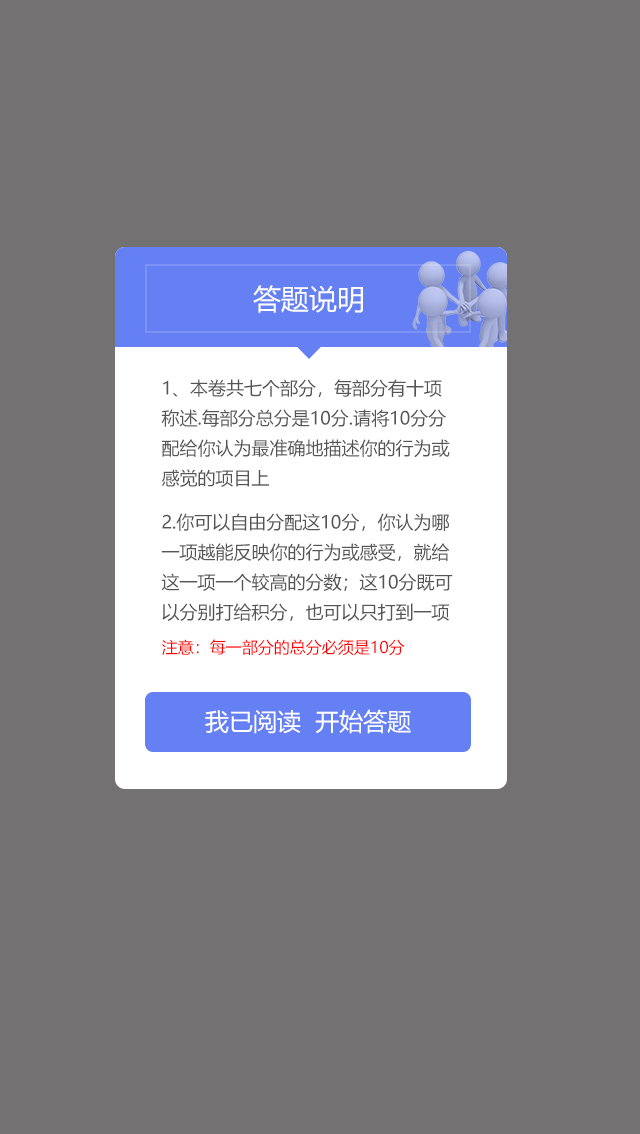 答题说明
1、本卷共七个部分，每部分有十项
称述.每部分总分是10分.请将10分分
配给你认为最准确地描述你的行为或
感觉的项目上
2.你可以自由分配这10分，你认为哪
一项越能反映你的行为或感受，就给
这一项一个较高的分数；这10分既可
以分别打给积分，也可以只打到一项
注意：每一部分的总分必须是10分
我已阅读 开始答题